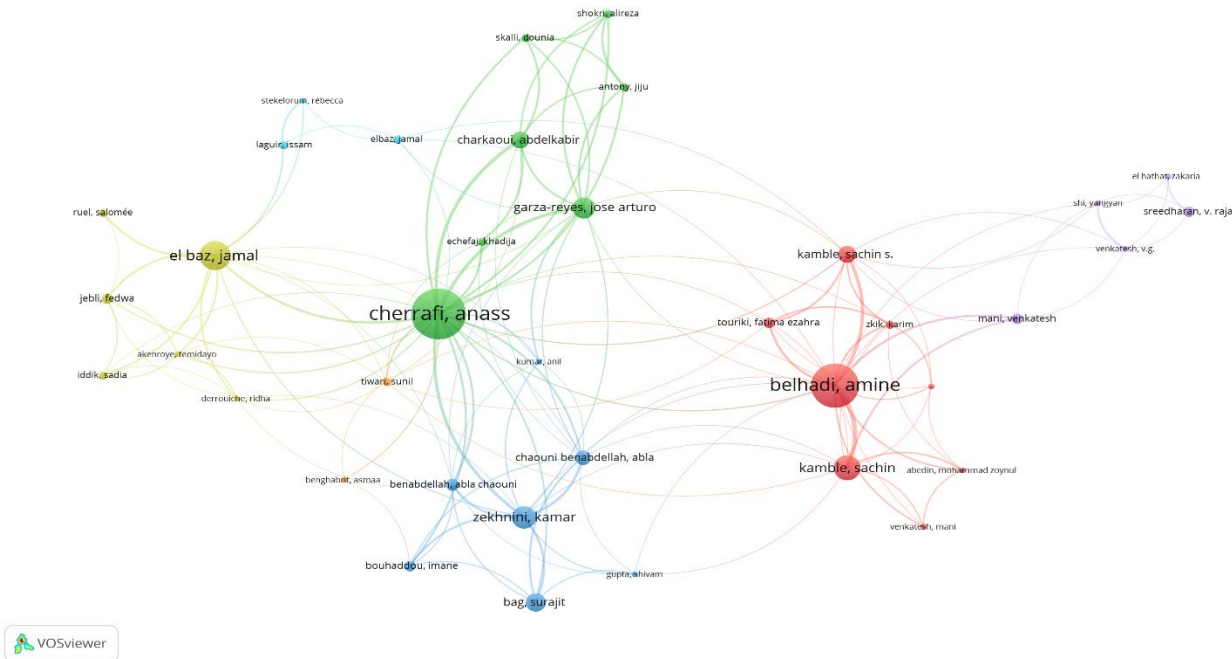 shokri, alireza
skalli, dounia
antony, jiju
stekelorum, rébecca
charkaoui, abdelkabir
elbaz, jamal
laguir, issam
el hathat, zakaria
shi, yangyan
sreedharan, v. raja
ruel, salomée
garza-reyes, jose arturo
echefaj, khadija
venkatesh, v.g.
el baz, jamal
kamble, sachin s.
jebli, fedwa
cherrafi, anass
touriki, fatima ezahra
zkik, karim
mani, venkatesh
akenroye, temidayo
kumar, anil
iddik, sadia
tiwari, sunil
belhadi, amine
derrouiche, ridha
chaouni benabdellah, abla
kamble, sachin
abedin, mohammad zoynul
benghabrit, asmaa
benabdellah, abla chaouni
zekhnini, kamar
venkatesh, mani
bouhaddou, imane
gupta, shivam
bag, surajit
VOSviewer